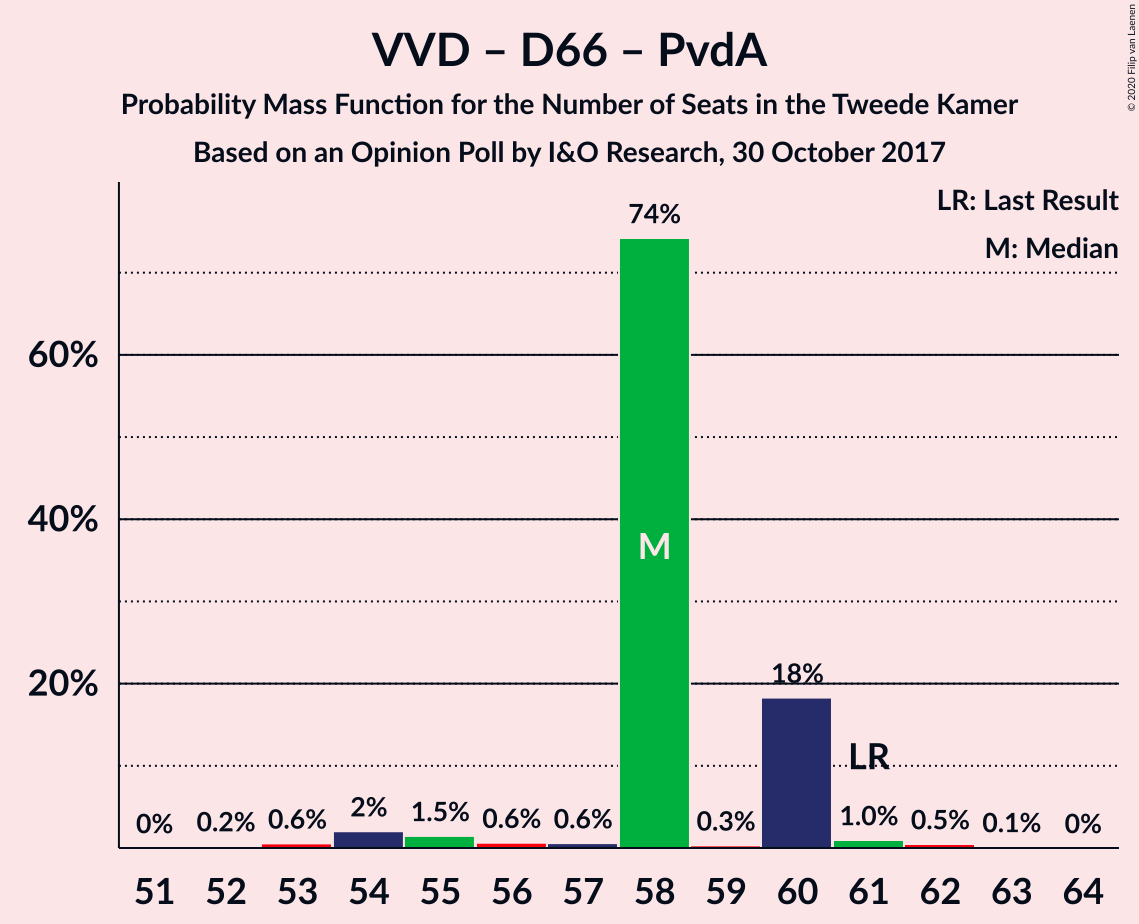 VVD – D66 – PvdA
Probability Mass Function for the Number of Seats in the Tweede Kamer
Based on an Opinion Poll by I&O Research, 30 October 2017
© 2020 Filip van Laenen
LR: Last Result
M: Median
60%
40%
20%
0%
0.2%
0.6%
2%
1.5%
0.6%
0.6%
74%
M
0.3%
18%
LR
1.0%
0.5%
0.1%
0%
51 52 53 54 55 56 57 58 59 60 61 62 63 64